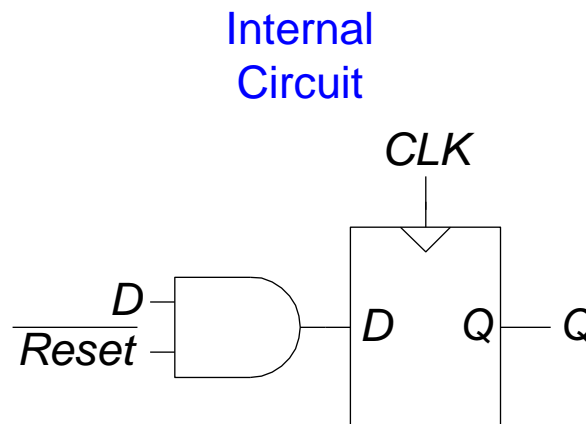 Internal
Circuit
CLK
D
Reset
D
Q
Q